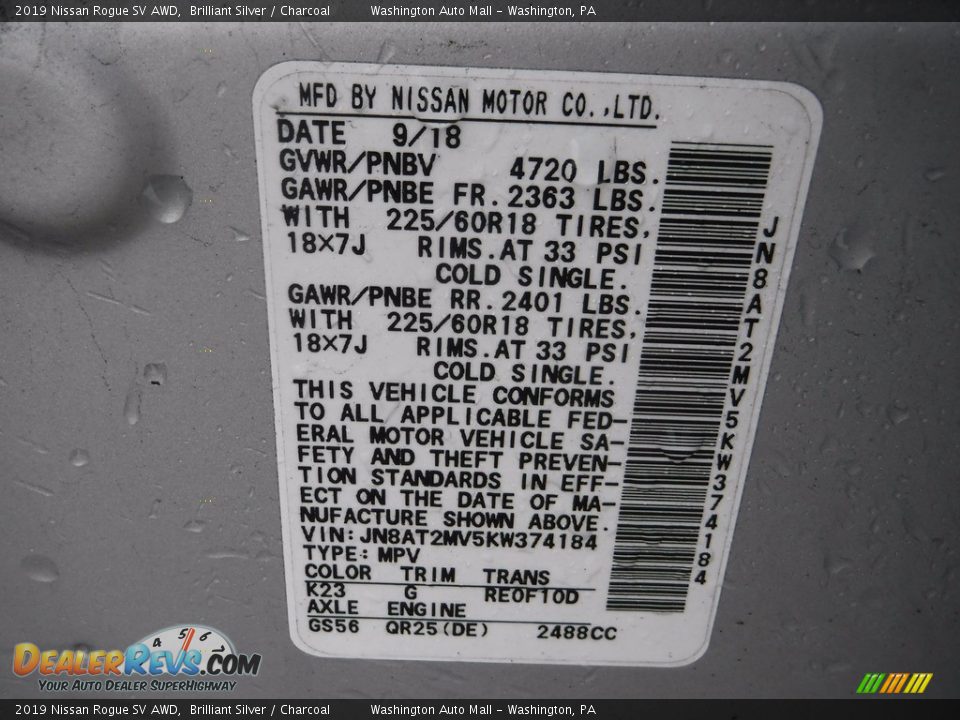 2019 Nissan Rogue SV AWD, Brilliant Silver / Charcoal Washington Auto Mall - Washington, PA
MFD BY NISSAN MOTOR CO.,LTD.
DATE 9/18
GVWR/PNBV 4720 LBS.
GAWR/PNBE FR. 2363 LBS.
WITH 225/60R18 TIRES,
18×7J RIMS.AT 33 PSI
COLD SINGLE.
GAWR/PNBE RR. 2401 LBS.
WITH 225/60R18 TIRES,
18×7J RIMS.AT 33 PSI
COLD SINGLE.
THIS VEHICLE CONFORMS
TO ALL APPLICABLE FED-
ERAL MOTOR VEHICLE SA-
FETY AND THEFT PREVEN-
TION STANDARDS IN EFF-
ECT ON THE DATE OF MA-
NUFACTURE SHOWN ABOVE.
VIN:JN8AT2MV5KW374184
TYPE:MPV
COLOR TRIM TRANS
K23 G RE0F10D
AXLE ENGINE
GS56 QR25(DE) 2488CC
JN8AT2MV5KW374184
4 5 6
DealerRevs.com
Your Auto Dealer SuperHighway
2019 Nissan Rogue SV AWD, Brilliant Silver / Charcoal Washington Auto Mall - Washington, PA